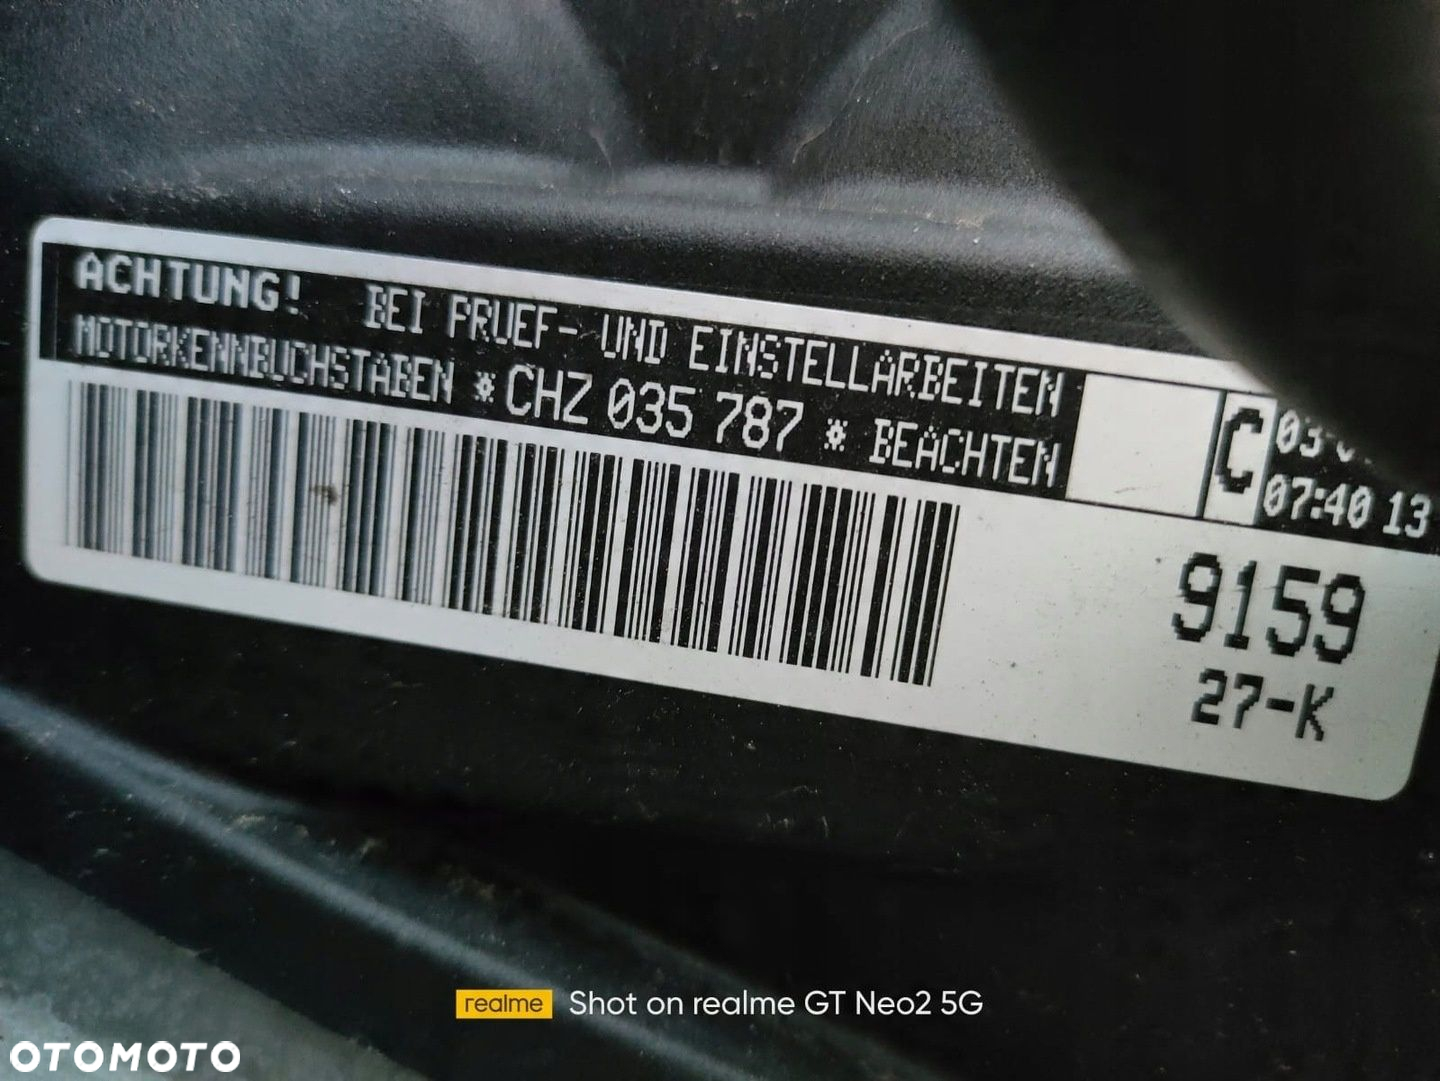 ACHTUNG! BEI PRUEF- UND EINSTELLARBEITEN
MOTORKENNBUCHSTABEN * CHZ 035 787 * BEACHTEN
C
07:40 13
9159
27-K
realme Shot on realme GT Neo2 5G
OTOMOTO